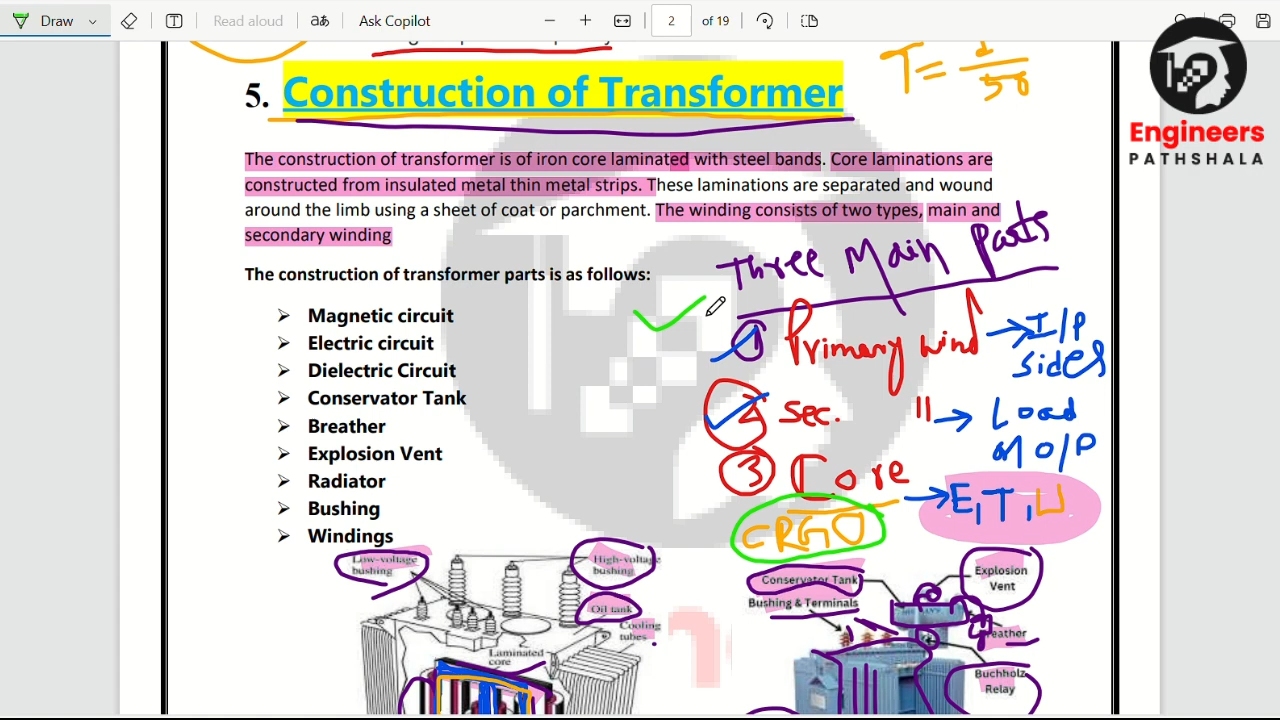 Draw
Read aloud
Ask Copilot
2 of 19
T = 1/50
5. Construction of Transformer
Engineers
PATHSHALA
The construction of transformer is of iron core laminated with steel bands. Core laminations are
constructed from insulated metal thin metal strips. These laminations are separated and wound
around the limb using a sheet of coat or parchment. The winding consists of two types, main and
secondary winding
Three Main Parts
The construction of transformer parts is as follows:
➢ Magnetic circuit
➢ Electric circuit
➢ Dielectric Circuit
➢ Conservator Tank
➢ Breather
➢ Explosion Vent
➢ Radiator
➢ Bushing
➢ Windings
1 Primary wind → I/P
sides
2 Sec. 11 → Load
O/P
3 Core → E, T, U
CRGO
Low-voltage
bushing
High-voltage
bushing
Oil tank
Cooling
tubes
Laminated
core
Conservator Tank
Bushing & Terminals
Explosion
Vent
Breather
Buchholz
Relay